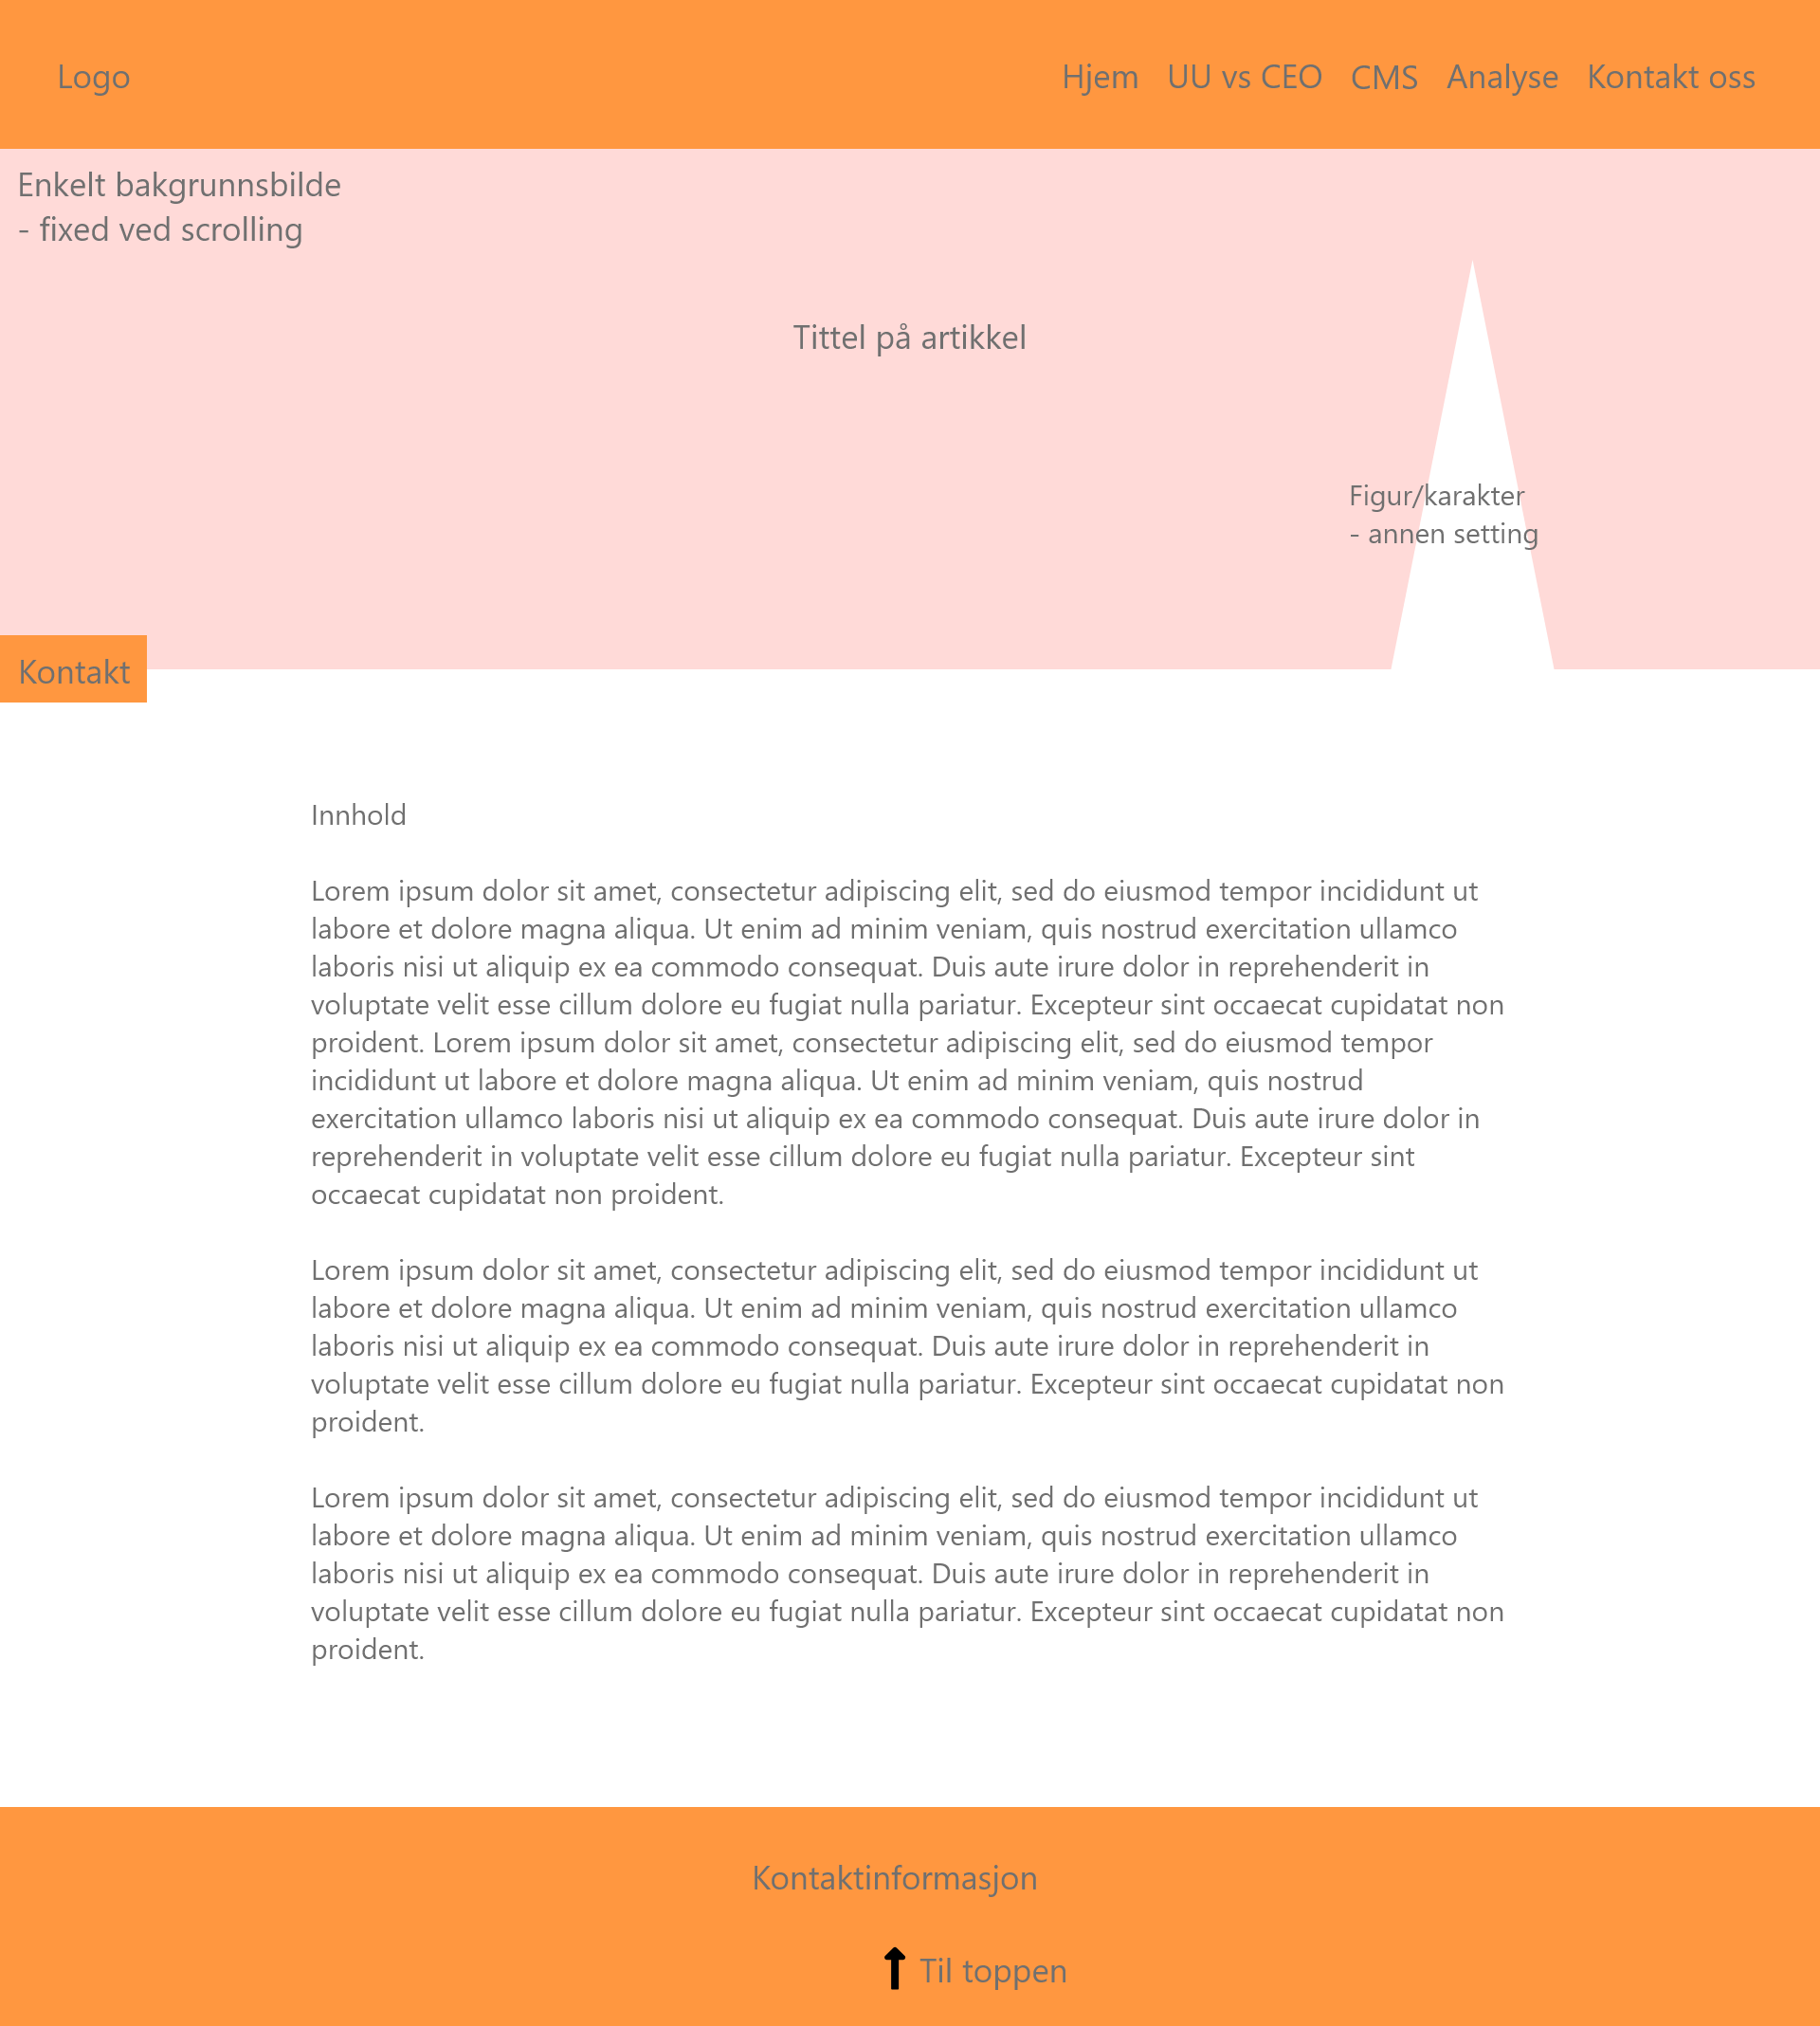 Logo
Hjem UU vs CEO CMS Analyse Kontakt oss
Enkelt bakgrunnsbilde
- fixed ved scrolling
Tittel på artikkel
Figur/karakter
- annen setting
Kontakt
Innhold
Lorem ipsum dolor sit amet, consectetur adipiscing elit, sed do eiusmod tempor incididunt ut
labore et dolore magna aliqua. Ut enim ad minim veniam, quis nostrud exercitation ullamco
laboris nisi ut aliquip ex ea commodo consequat. Duis aute irure dolor in reprehenderit in
voluptate velit esse cillum dolore eu fugiat nulla pariatur. Excepteur sint occaecat cupidatat non
proident. Lorem ipsum dolor sit amet, consectetur adipiscing elit, sed do eiusmod tempor
incididunt ut labore et dolore magna aliqua. Ut enim ad minim veniam, quis nostrud
exercitation ullamco laboris nisi ut aliquip ex ea commodo consequat. Duis aute irure dolor in
reprehenderit in voluptate velit esse cillum dolore eu fugiat nulla pariatur. Excepteur sint
occaecat cupidatat non proident.
Lorem ipsum dolor sit amet, consectetur adipiscing elit, sed do eiusmod tempor incididunt ut
labore et dolore magna aliqua. Ut enim ad minim veniam, quis nostrud exercitation ullamco
laboris nisi ut aliquip ex ea commodo consequat. Duis aute irure dolor in reprehenderit in
voluptate velit esse cillum dolore eu fugiat nulla pariatur. Excepteur sint occaecat cupidatat non
proident.
Lorem ipsum dolor sit amet, consectetur adipiscing elit, sed do eiusmod tempor incididunt ut
labore et dolore magna aliqua. Ut enim ad minim veniam, quis nostrud exercitation ullamco
laboris nisi ut aliquip ex ea commodo consequat. Duis aute irure dolor in reprehenderit in
voluptate velit esse cillum dolore eu fugiat nulla pariatur. Excepteur sint occaecat cupidatat non
proident.
Kontaktinformasjon
Til toppen